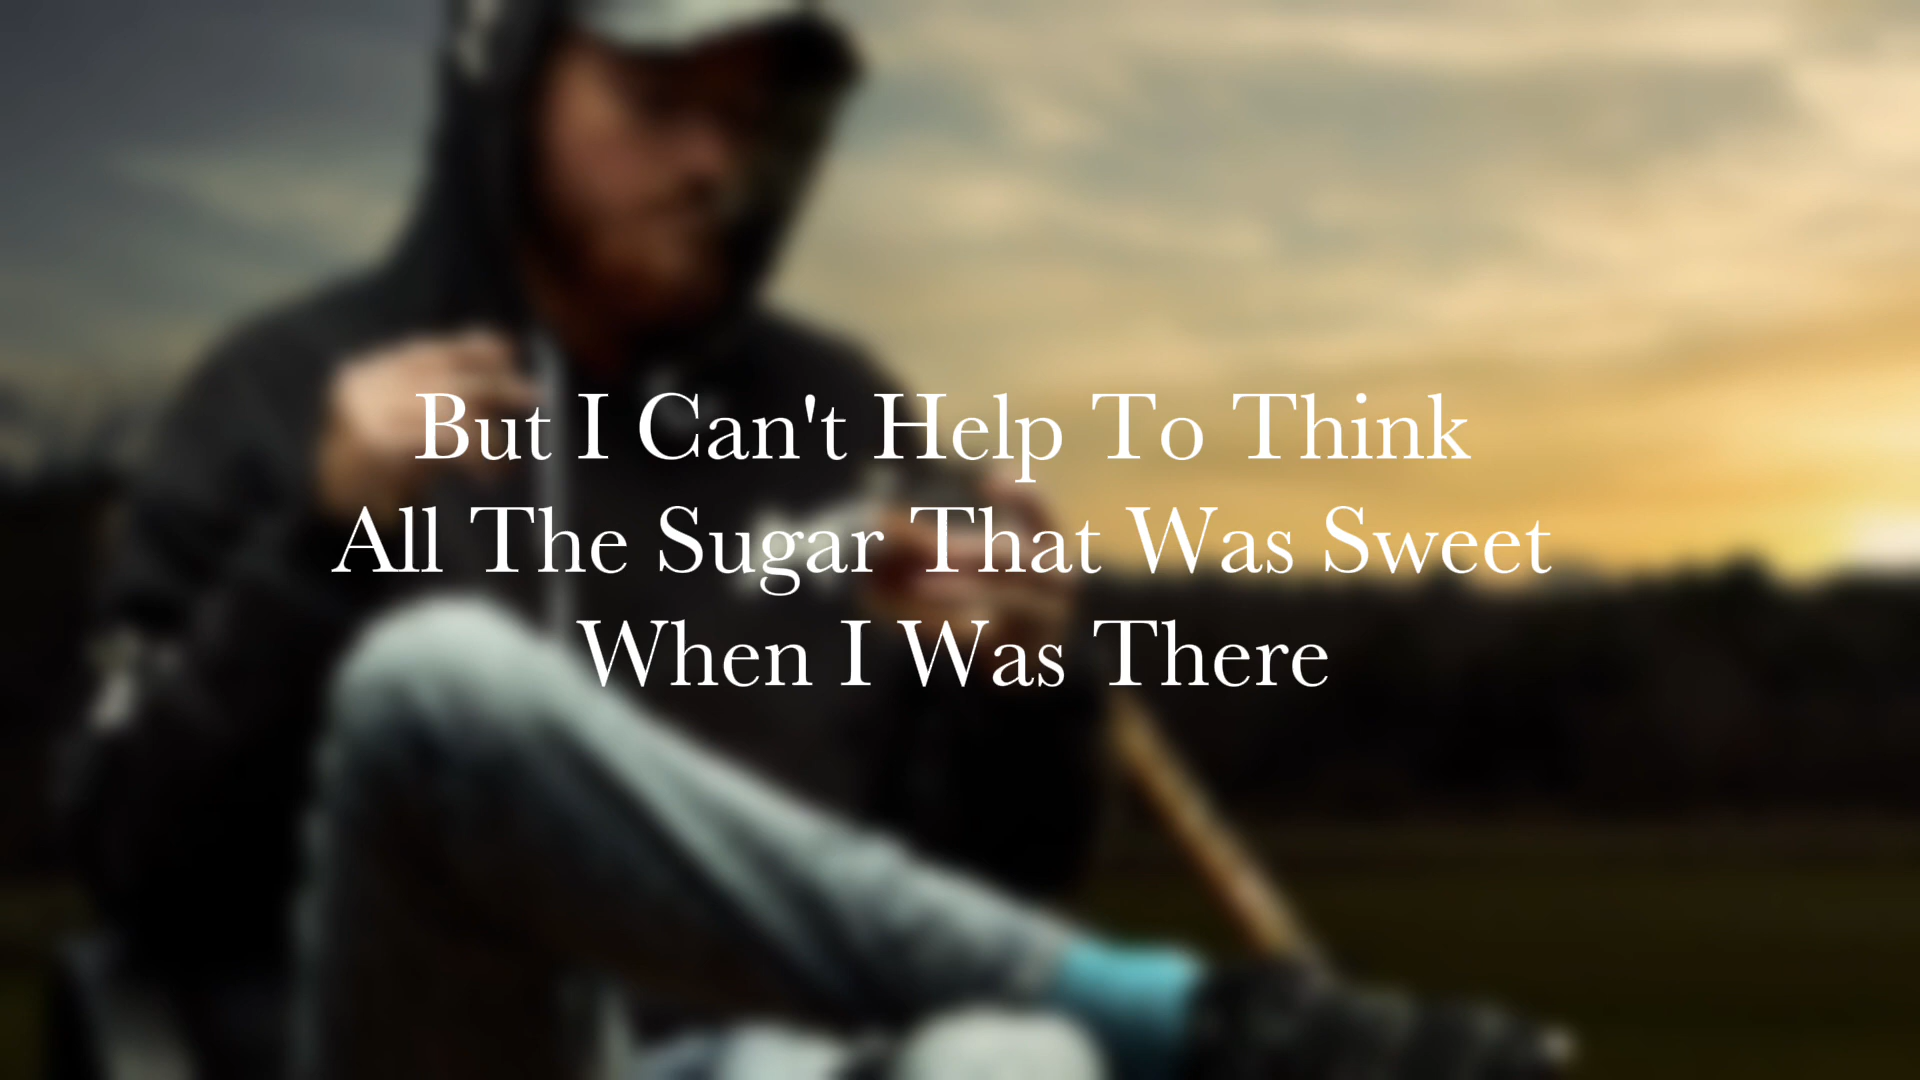 But I Can't Help To Think
All The Sugar That Was Sweet
When I Was There